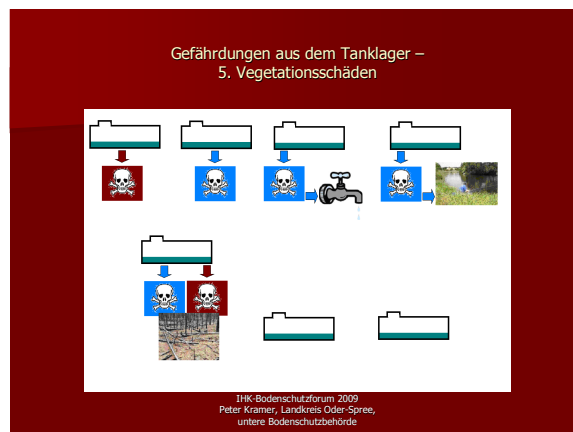 Gefährdungen aus dem Tanklager –
5. Vegetationsschäden
IHK-Bodenschutzforum 2009
Peter Kramer, Landkreis Oder-Spree,
untere Bodenschutzbehörde